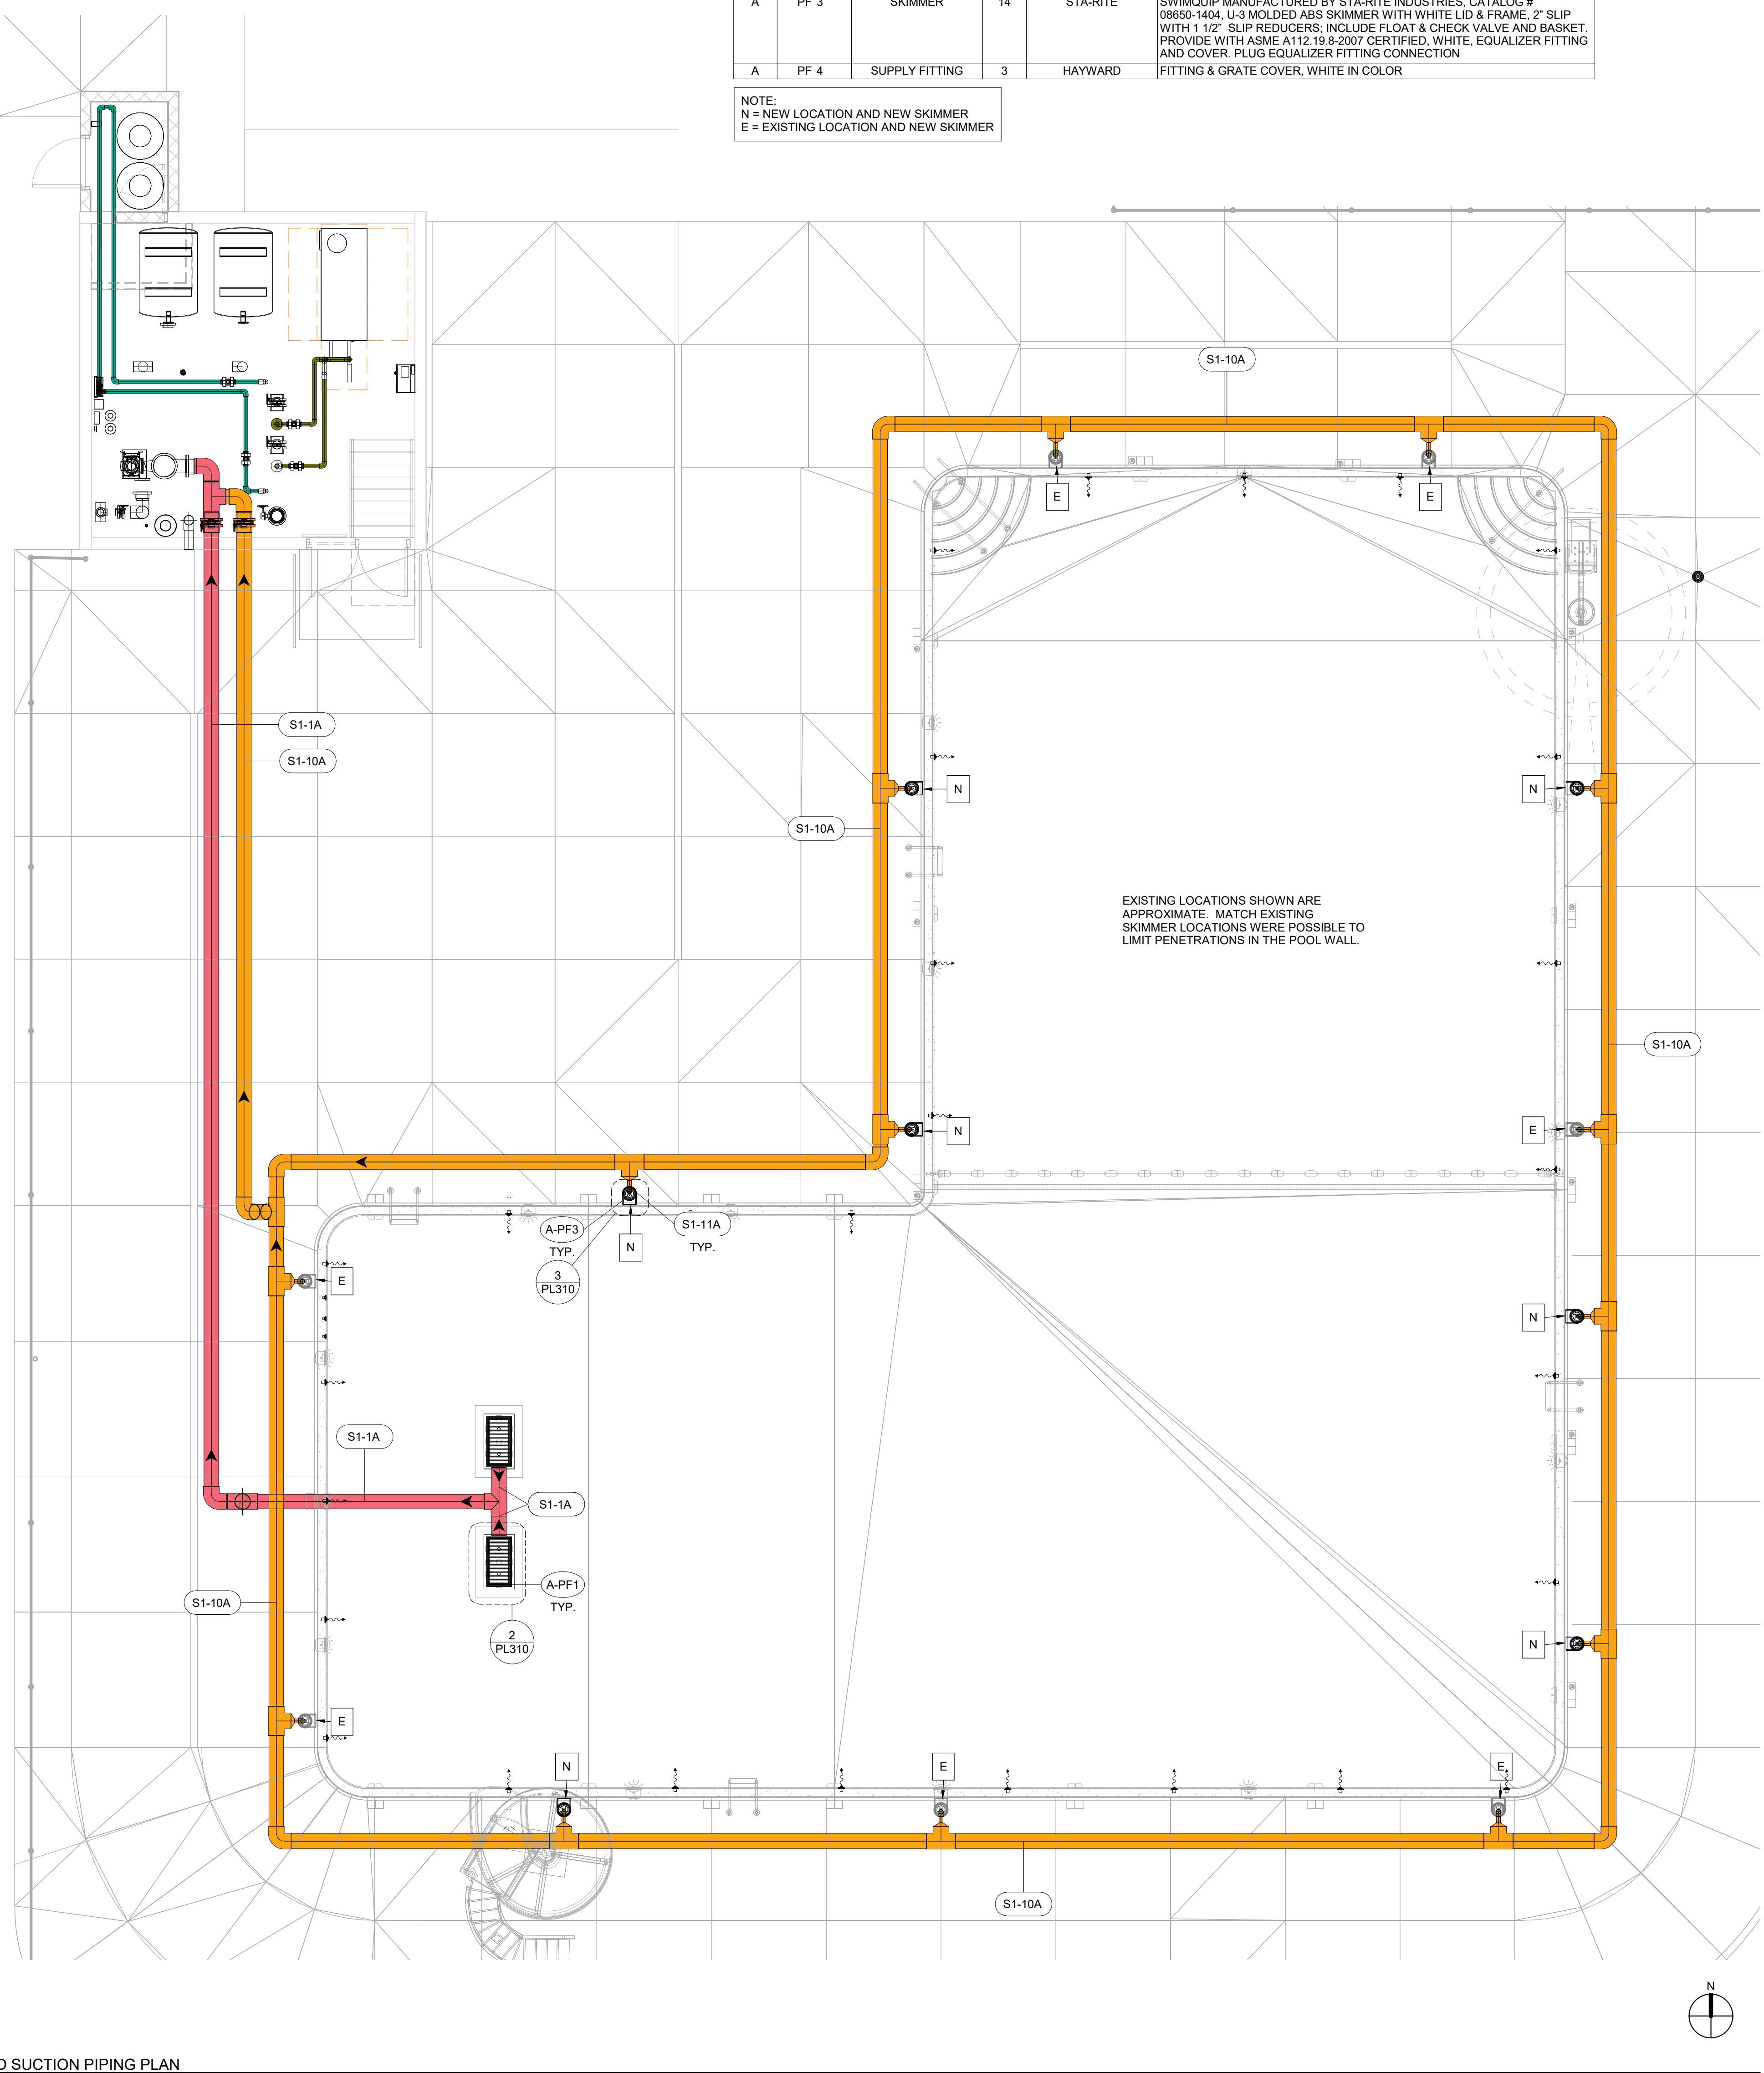 A PF 3 SKIMMER 14 STA-RITE SWIMQUIP MANUFACTURED BY STA-RITE INDUSTRIES, CATALOG #
08650-1404, U-3 MOLDED ABS SKIMMER WITH WHITE LID & FRAME, 2" SLIP
WITH 1 1/2" SLIP REDUCERS; INCLUDE FLOAT & CHECK VALVE AND BASKET.
PROVIDE WITH ASME A112.19.8-2007 CERTIFIED, WHITE, EQUALIZER FITTING
AND COVER. PLUG EQUALIZER FITTING CONNECTION
A PF 4 SUPPLY FITTING 3 HAYWARD FITTING & GRATE COVER, WHITE IN COLOR
NOTE:
N = NEW LOCATION AND NEW SKIMMER
E = EXISTING LOCATION AND NEW SKIMMER
S1-10A
E
E
S1-1A
S1-10A
N
N
S1-10A
EXISTING LOCATIONS SHOWN ARE
APPROXIMATE. MATCH EXISTING
SKIMMER LOCATIONS WERE POSSIBLE TO
LIMIT PENETRATIONS IN THE POOL WALL.
S1-10A
N
E
A-PF3
TYP.
S1-11A
TYP.
N
3
PL310
E
N
S1-1A
S1-1A
A-PF1
TYP.
S1-10A
2
PL310
N
E
N
E
E
S1-10A
N
D SUCTION PIPING PLAN